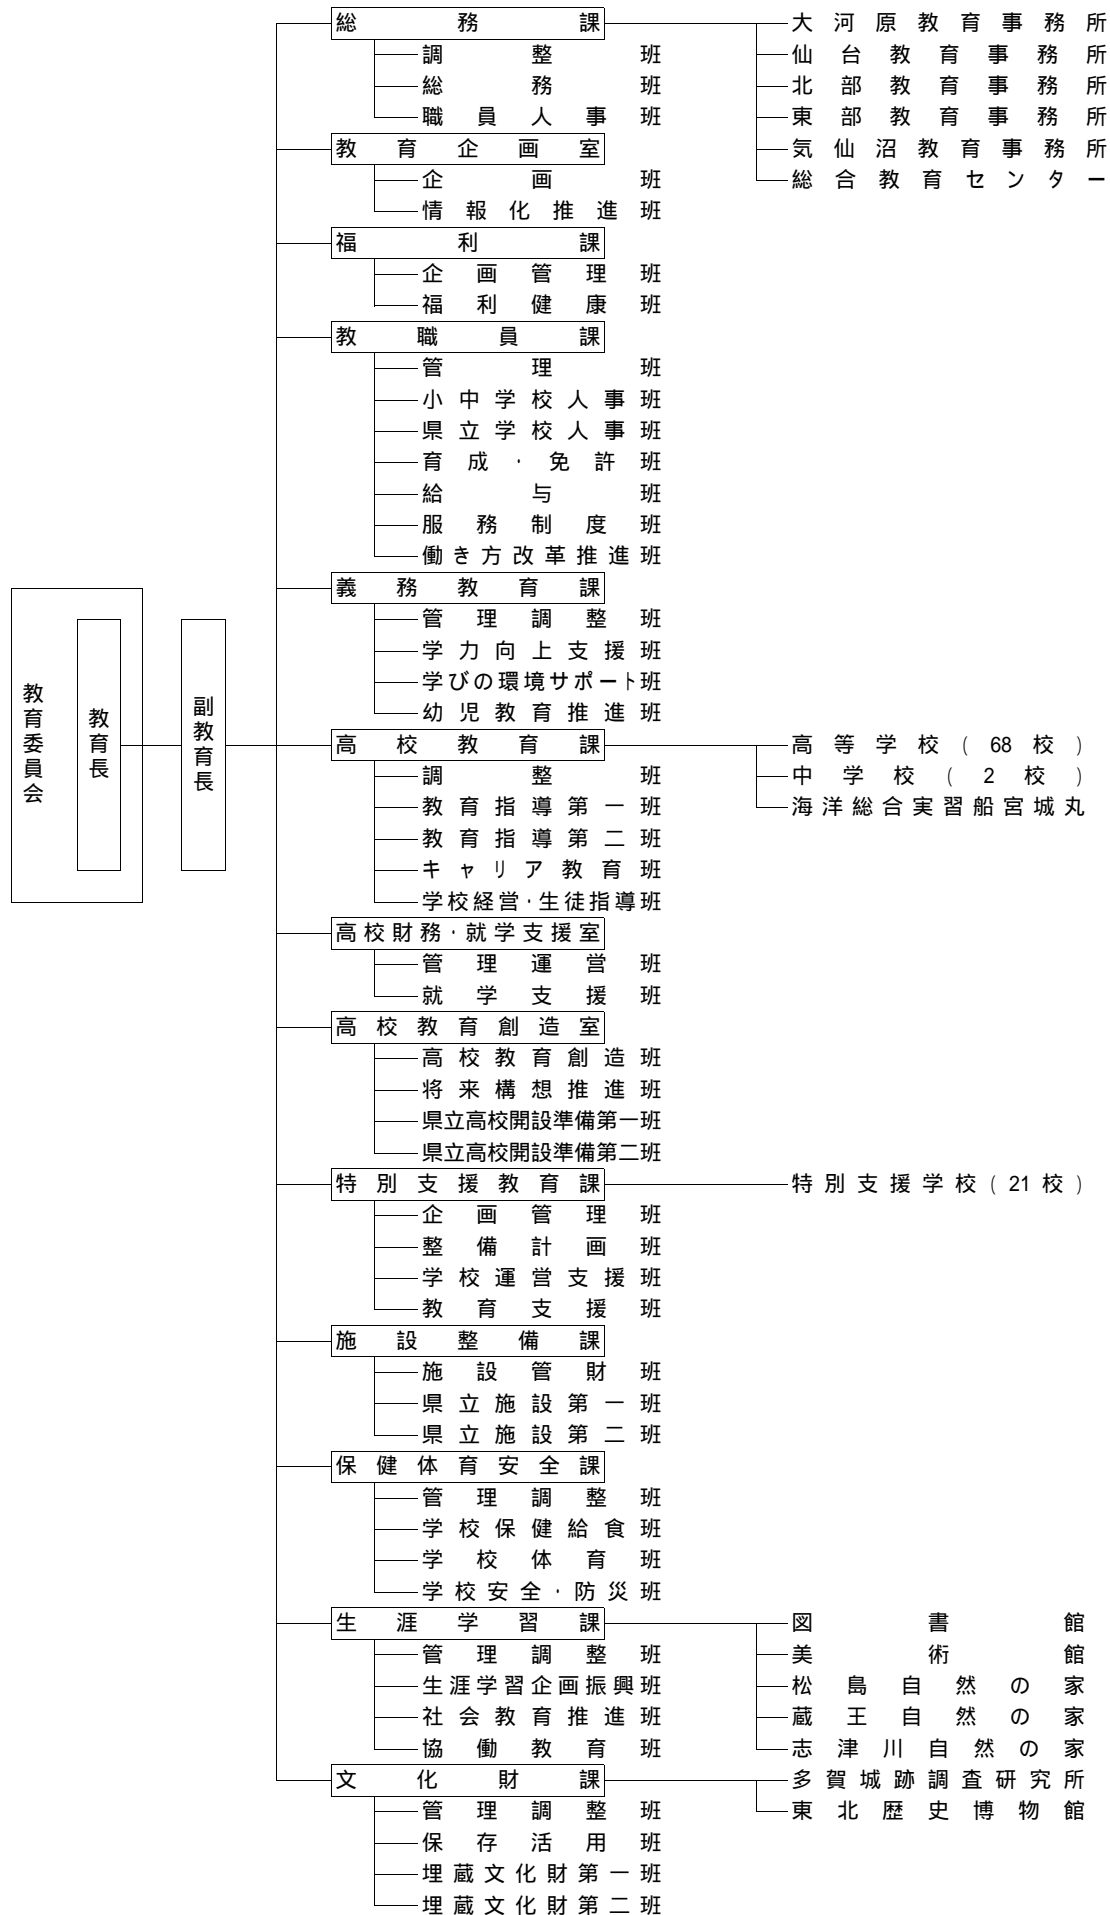 総務課 大河原教育事務所
調整班 仙台教育事務所
総務班 北部教育事務所
職員人事班 東部教育事務所
教育企画室 気仙沼教育事務所
企画班 総合教育センター
情報化推進班
福利課
企画管理班
福利健康班
教職員課
管理班
小中学校人事班
県立学校人事班
育成・免許班
給与班
服務制度班
働き方改革推進班
義務教育課
管理調整班
学力向上支援班
学びの環境サポート班
幼児教育推進班
教育委員会
教育長
副教育長
高校教育課 高等学校(68校)
調整班 中学校(2校)
教育指導第一班 海洋総合実習船宮城丸
教育指導第二班
キャリア教育班
学校経営・生徒指導班
高校財務・就学支援室
管理運営班
就学支援班
高校教育創造室
高校教育創造班
将来構想推進班
県立高校開設準備第一班
県立高校開設準備第二班
特別支援教育課 特別支援学校(21校)
企画管理班
整備計画班
学校運営支援班
教育支援班
施設整備課
施設管財班
県立施設第一班
県立施設第二班
保健体育安全課
管理調整班
学校保健給食班
学校体育班
学校安全・防災班
生涯学習課 図書館
管理調整班 美術館
生涯学習企画振興班 松島自然の家
社会教育推進班 蔵王自然の家
協働教育班 志津川自然の家
文化財課 多賀城跡調査研究所
管理調整班 東北歴史博物館
保存活用班
埋蔵文化財第一班
埋蔵文化財第二班